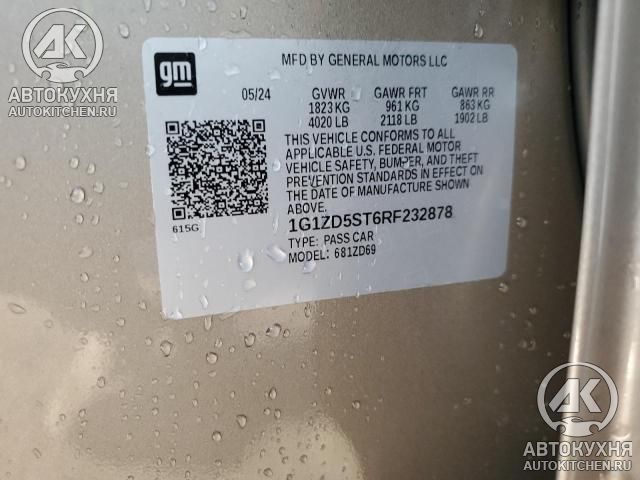 AK
АВТОКУХНЯ
AUTOKITCHEN.RU
gm
MFD BY GENERAL MOTORS LLC
05/24 GVWR GAWR FRT GAWR RR
1823 KG 961 KG 863 KG
4020 LB 2118 LB 1902 LB
THIS VEHICLE CONFORMS TO ALL
APPLICABLE U.S. FEDERAL MOTOR
VEHICLE SAFETY, BUMPER, AND THEFT
PREVENTION STANDARDS IN EFFECT ON
THE DATE OF MANUFACTURE SHOWN
ABOVE.
615G
1G1ZD5ST6RF232878
TYPE: PASS CAR
MODEL: 681ZD69
AK
АВТОКУХНЯ
AUTOKITCHEN.RU